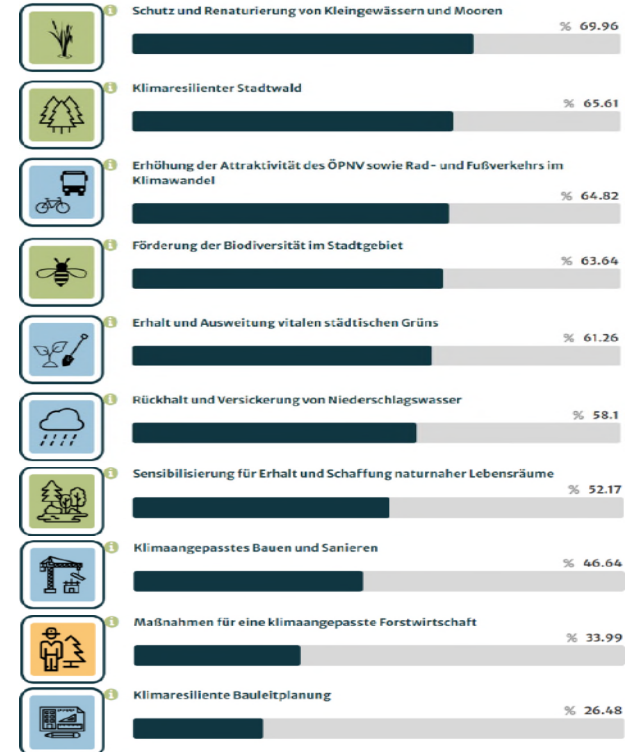 Schutz und Renaturierung von Kleingewässern und Mooren
% 69.96
Klimaresilienter Stadtwald
% 65.61
Erhöhung der Attraktivität des ÖPNV sowie Rad- und Fußverkehrs im
Klimawandel
% 64.82
Förderung der Biodiversität im Stadtgebiet
% 63.64
Erhalt und Ausweitung vitalen städtischen Grüns
% 61.26
Rückhalt und Versickerung von Niederschlagswasser
% 58.1
Sensibilisierung für Erhalt und Schaffung naturnaher Lebensräume
% 52.17
Klimaangepasstes Bauen und Sanieren
% 46.64
Maßnahmen für eine klimaangepasste Forstwirtschaft
% 33.99
Klimaresiliente Bauleitplanung
% 26.48